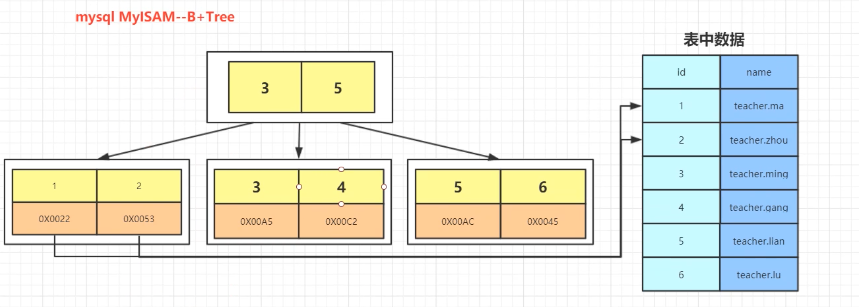 mysql MyISAM--B+Tree
表中数据
3 5
Id name
1 teacher.ma
2 teacher.zhou
3 teacher.ming
4 teacher.gang
5 teacher.lian
6 teacher.lu
1 2
0X0022 0X0053
3 4
0X00A5 0X00C2
5 6
0X00AC 0X0045